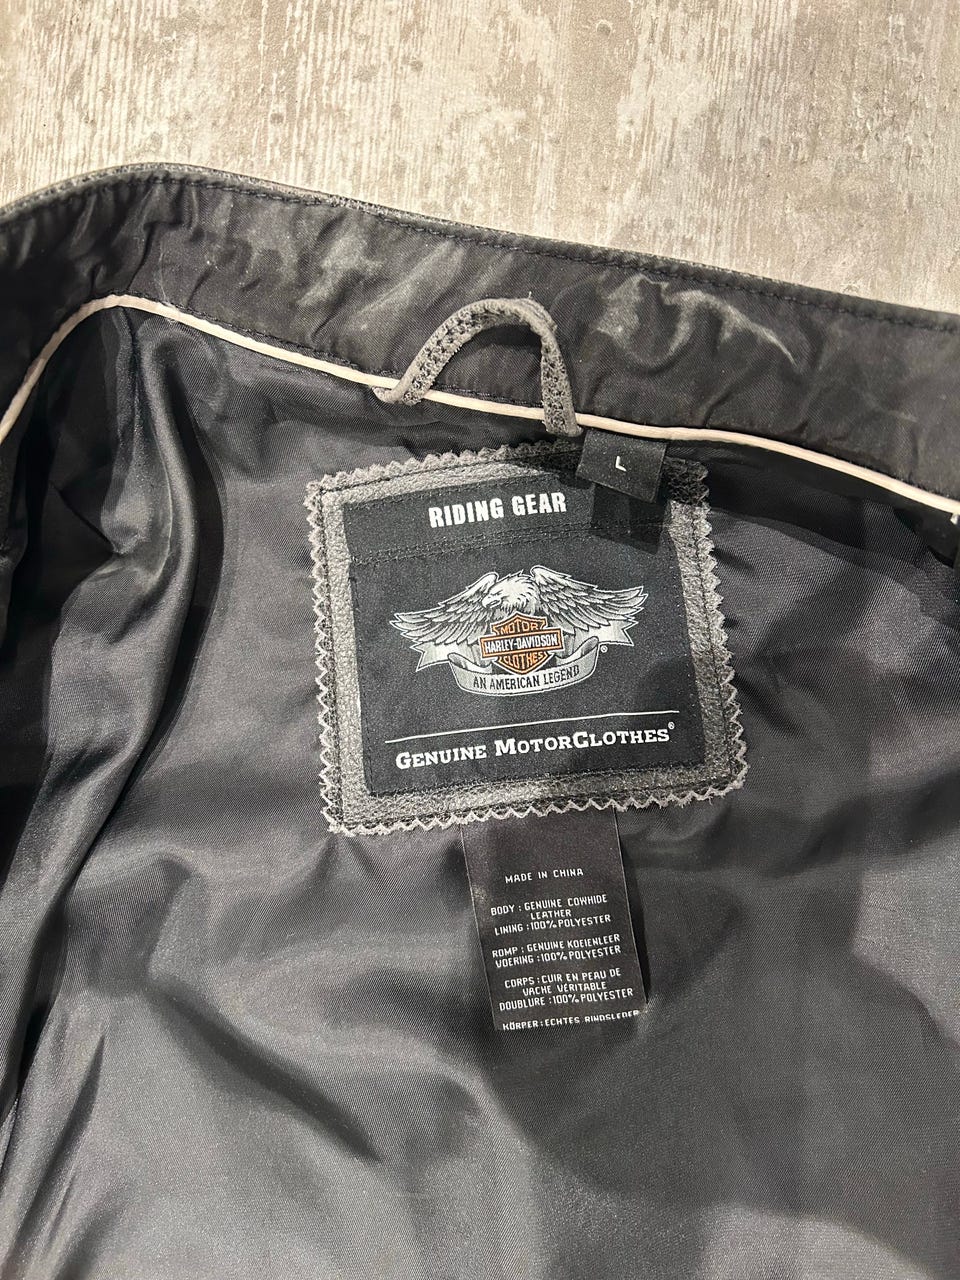 L
RIDING GEAR
MOTOR
HARLEY-DAVIDSON
CLOTHES
®
AN AMERICAN LEGEND
GENUINE MOTORCLOTHES®
MADE IN CHINA
BODY : GENUINE COWHIDE
LEATHER
LINING : 100% POLYESTER
ROMP : GENUINE KOEIENLEER
VOERING : 100% POLYESTER
CORPS : CUIR EN PEAU DE
VACHE VERITABLE
DOUBLURE : 100% POLYESTER
KÖRPER : ECHTES RINDSLEDER